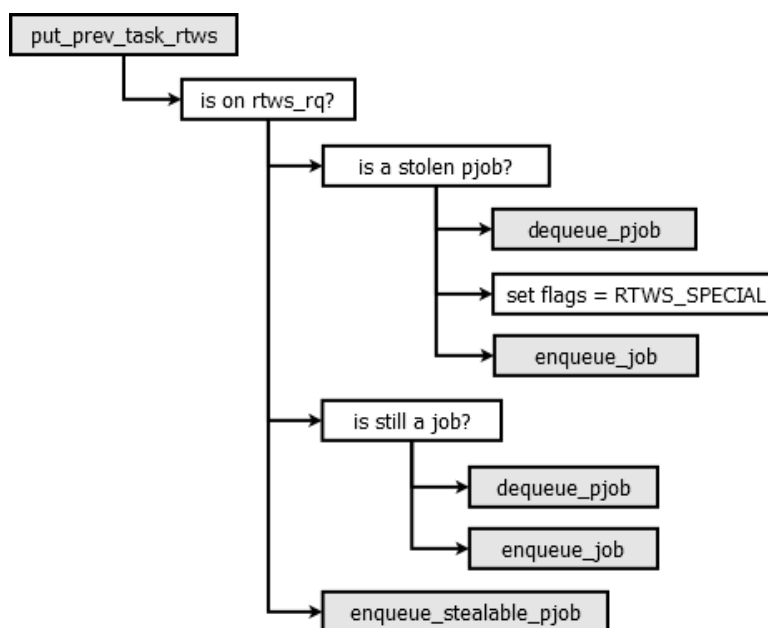 put_prev_task_rtws
is on rtws_rq?
is a stolen pjob?
dequeue_pjob
set flags = RTWS_SPECIAL
enqueue_job
is still a job?
dequeue_pjob
enqueue_job
enqueue_stealable_pjob